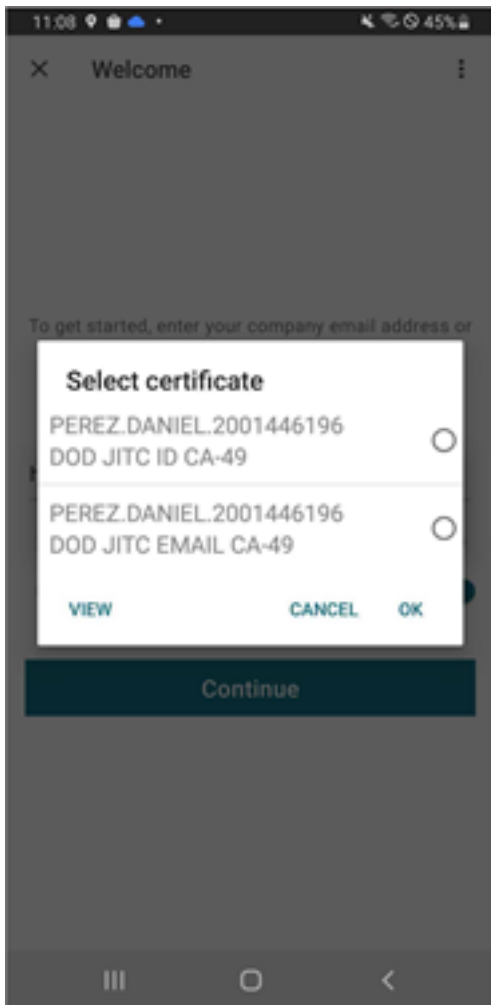 11:08
45%
Welcome
To get started, enter your company email address or
Select certificate
PEREZ.DANIEL.2001446196
DOD JITC ID CA-49
PEREZ.DANIEL.2001446196
DOD JITC EMAIL CA-49
VIEW CANCEL OK
Continue